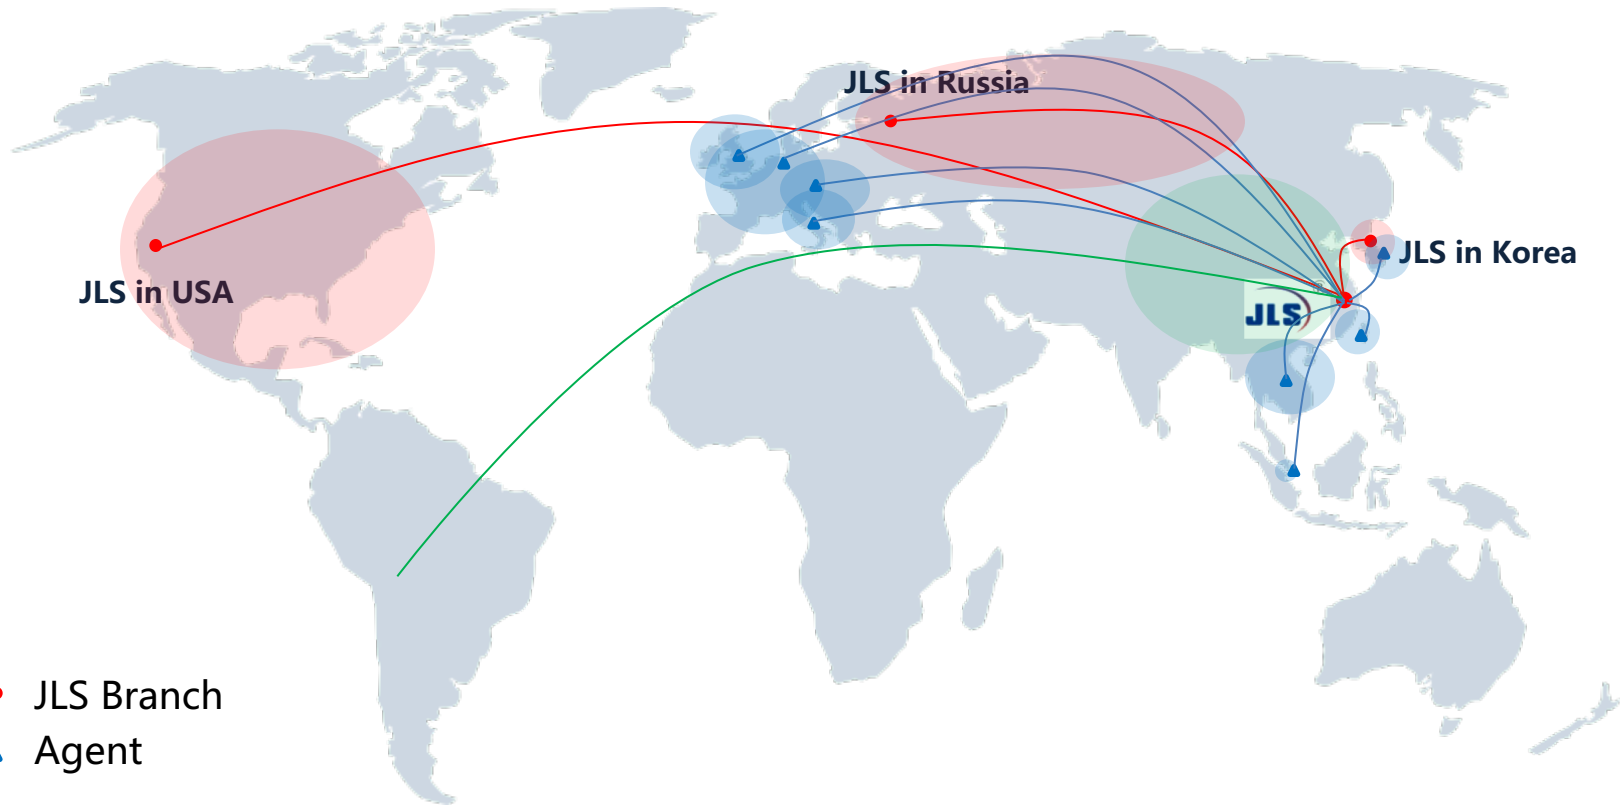 JLS in Russia
JLS in Korea
JLS in USA
JLS
JLS Branch
Agent